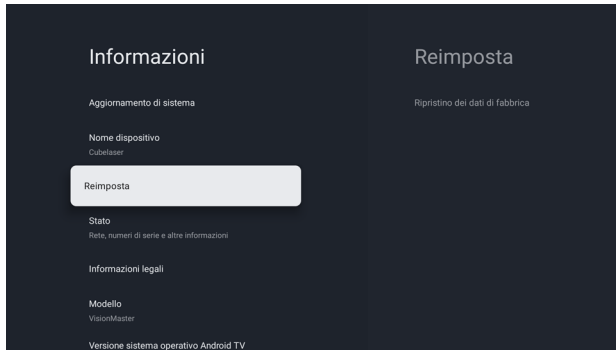 Informazioni
Aggiornamento di sistema
Nome dispositivo
Cubelaser
Reimposta
Stato
Rete, numeri di serie e altre informazioni
Informazioni legali
Modello
VisionMaster
Versione sistema operativo Android TV
Reimposta
Ripristino dei dati di fabbrica